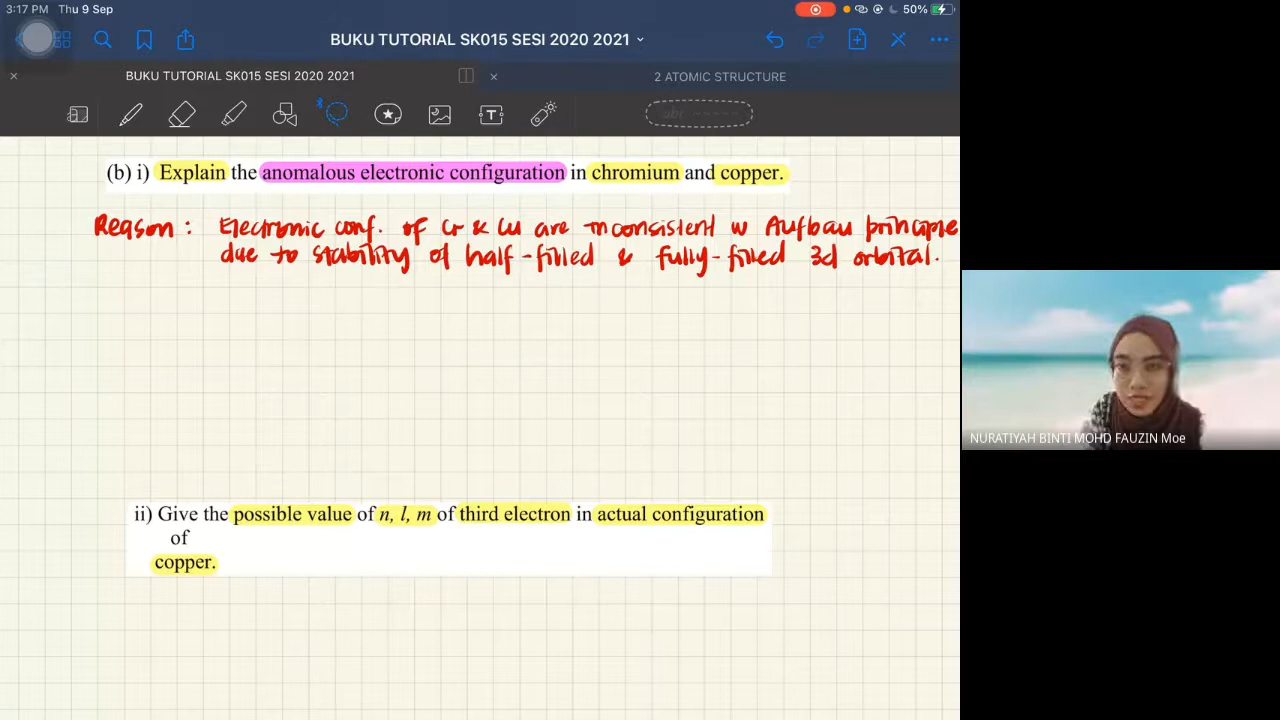 3:17 PM Thu 9 Sep
50%
BUKU TUTORIAL SK015 SESI 2020 2021
BUKU TUTORIAL SK015 SESI 2020 2021
2 ATOMIC STRUCTURE
(b) i) Explain the anomalous electronic configuration in chromium and copper.
Reason : Electronic conf. of Cr & Cu are inconsistent w Aufbau principle
due to stability of half-filled & fully-filled 3d orbital.
NURATIYAH BINTI MOHD FAUZIN Moe
ii) Give the possible value of n, l, m of third electron in actual configuration
of
copper.